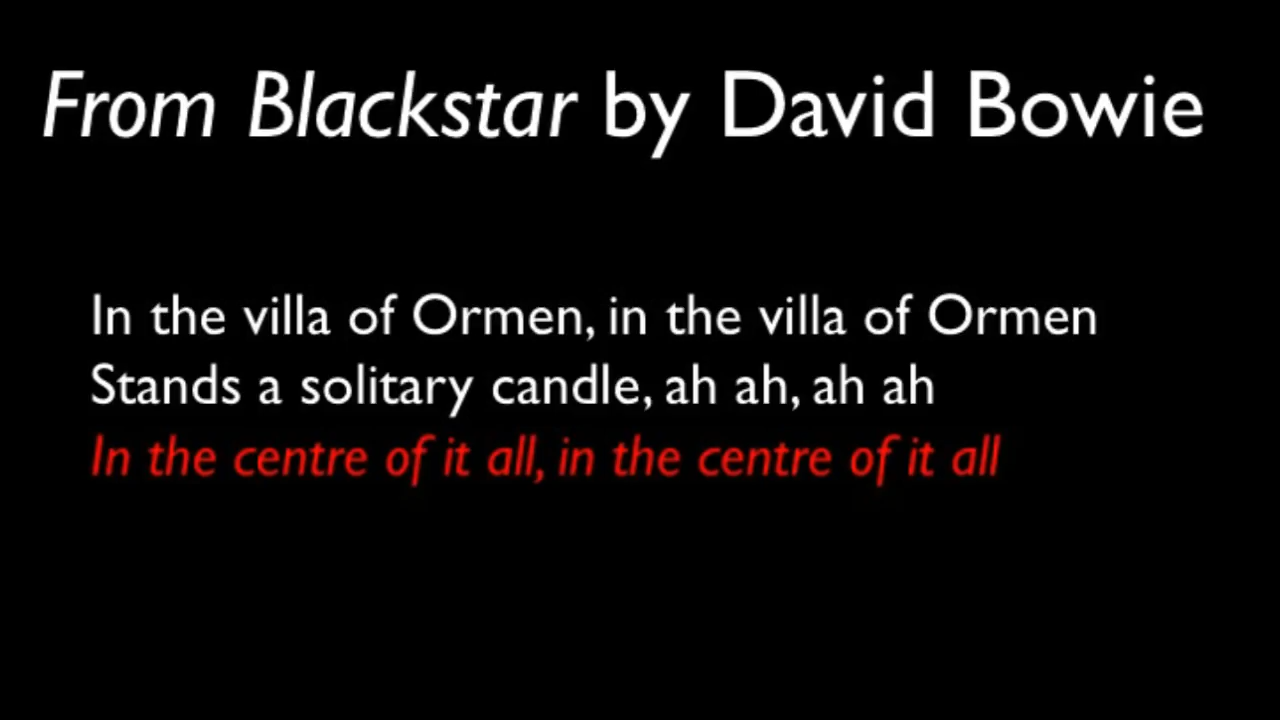 From Blackstar by David Bowie
In the villa of Ormen, in the villa of Ormen
Stands a solitary candle, ah ah, ah ah
In the centre of it all, in the centre of it all